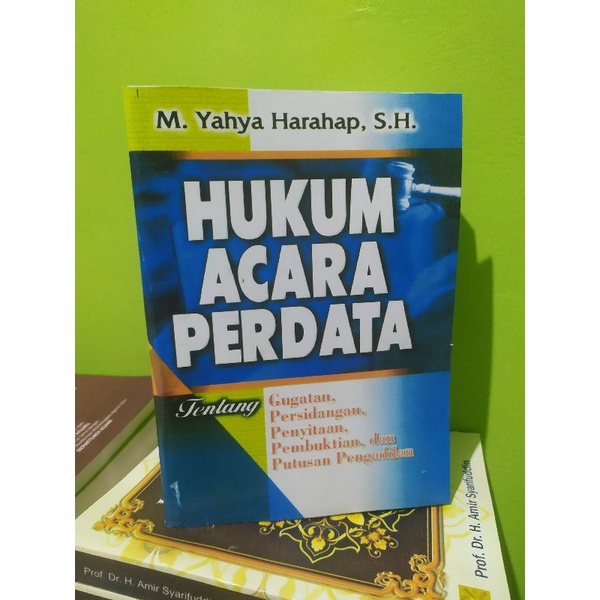 M. Yahya Harahap, S.H.
HUKUM
ACARA
PERDATA
Tentang
Gugatan,
Persidangan,
Penyitaan,
Pembuktian, dan
Putusan Pengadilan
Prof. Dr. H. Amir Syarifuddin
Prof. Dr. H. Amir Syarifuddin